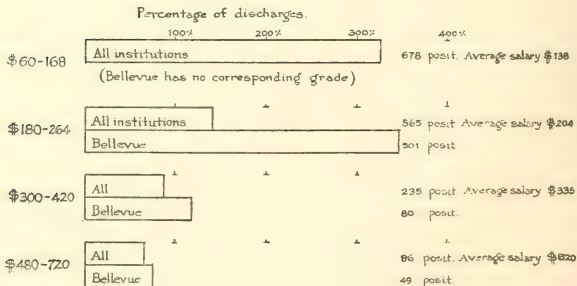 Percentage of discharges.
100% 200% 300% 400%
$60-168 All institutions 678 posit. Average salary $138
(Bellevue has no corresponding grade)
$180-264 All institutions 565 posit Average salary $204
Bellevue 501 posit
$300-420 All 235 posit Average salary $335
Bellevue 80 posit.
$480-720 All 86 posit. Average salary
Bellevue 49 posit.